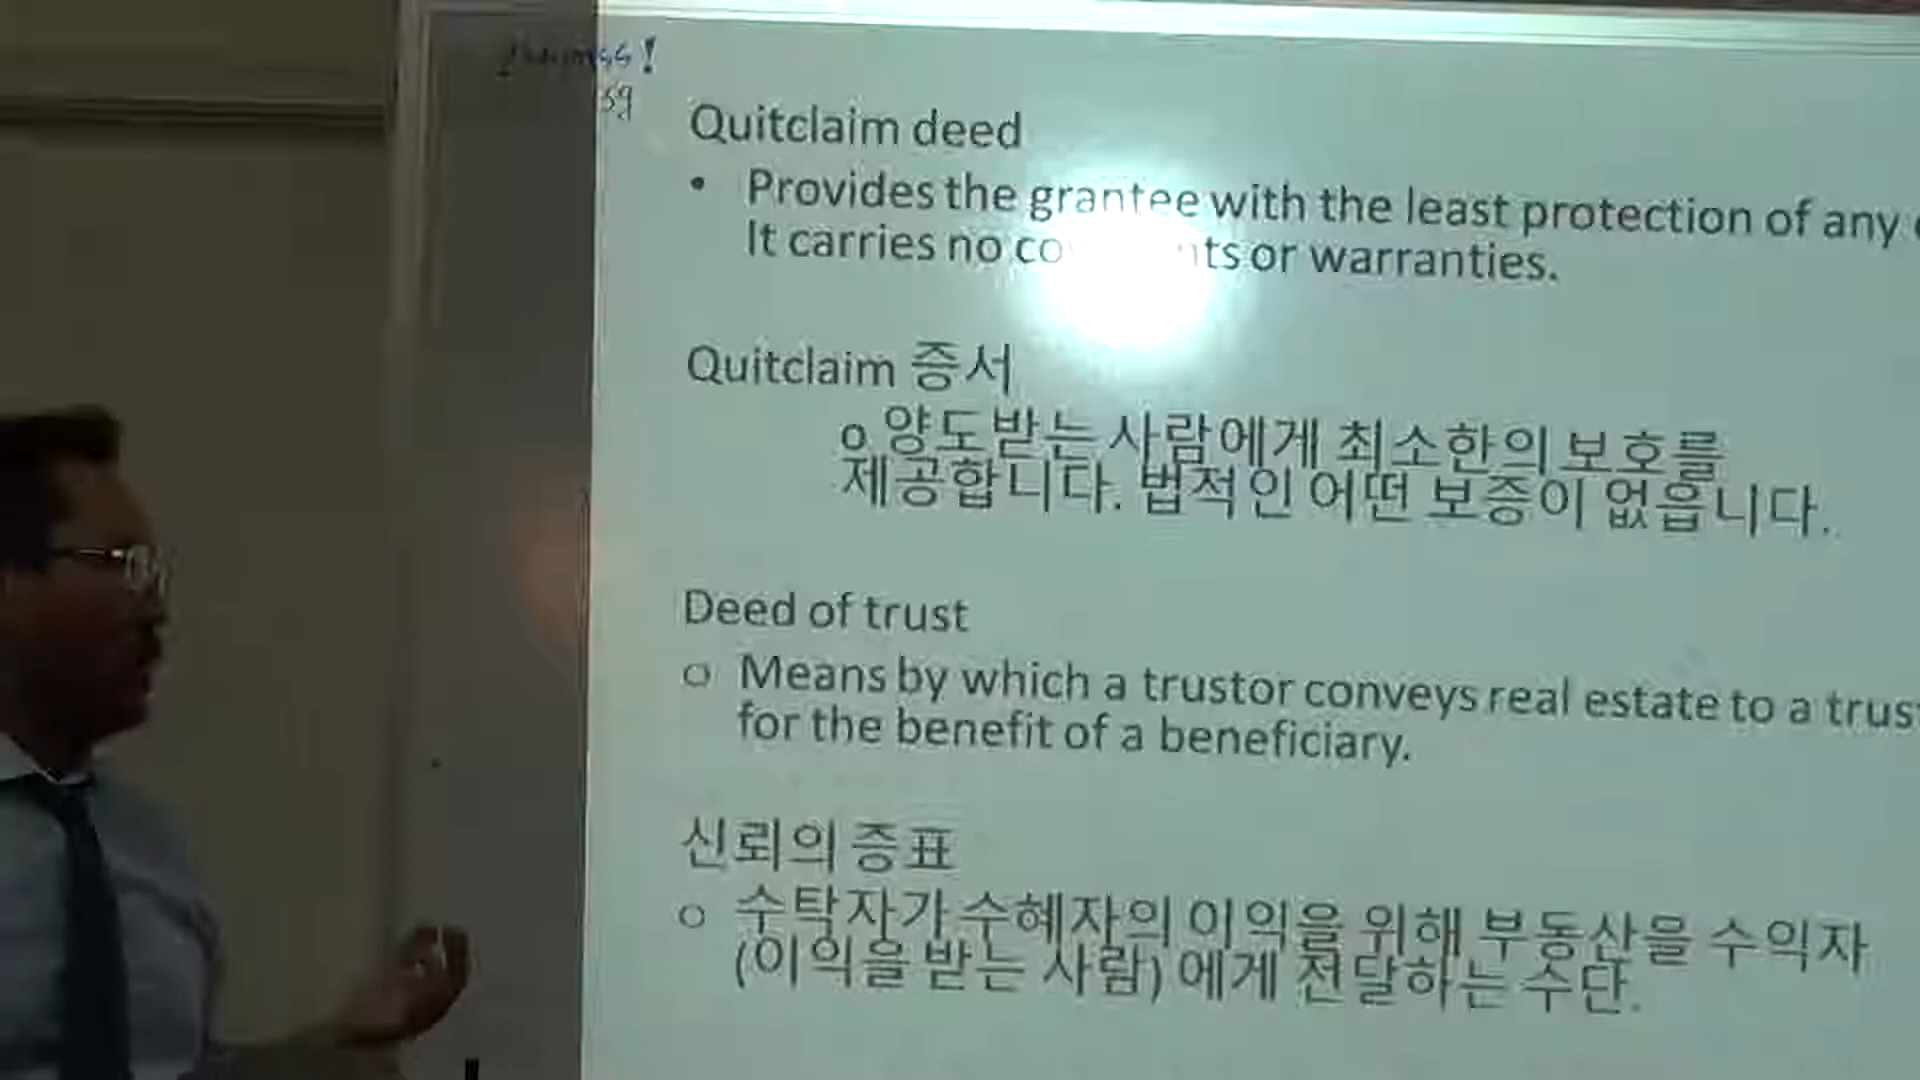 Quitclaim deed
• Provides the grantee with the least protection of any
It carries no or warranties.
Quitclaim 증서
o 양도받는 사람에게 최소한의 보호를
제공합니다. 법적인 어떤 보증이 없읍니다.
Deed of trust
o Means by which a trustor conveys real estate to a
for the benefit of a beneficiary.
신뢰의 증표
o 수탁자가 수혜자의 이익을 위해 부동산을 수익자
(이익을 받는 사람) 에게 전달하는 수단.